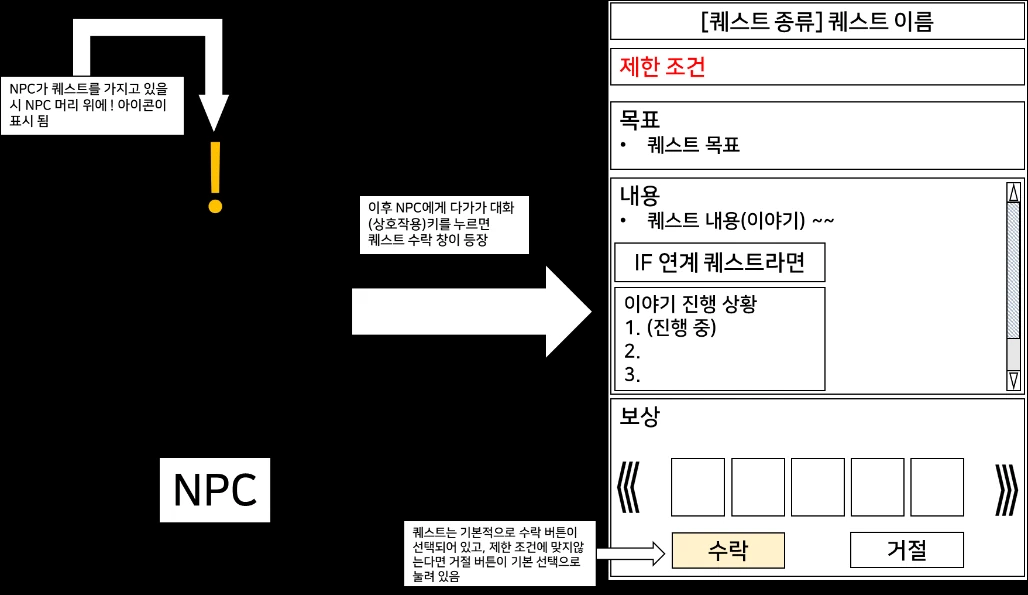 NPC가 퀘스트를 가지고 있을
시 NPC 머리 위에 ! 아이콘이
표시 됨
!
NPC
이후 NPC에게 다가가 대화
(상호작용)키를 누르면
퀘스트 수락 창이 등장
[퀘스트 종류] 퀘스트 이름
제한 조건
목표
• 퀘스트 목표
내용
• 퀘스트 내용(이야기) ~~
IF 연계 퀘스트라면
이야기 진행 상황
1. (진행 중)
2.
3.
보상
퀘스트는 기본적으로 수락 버튼이
선택되어 있고, 제한 조건에 맞지않
는다면 거절 버튼이 기본 선택으로
눌려 있음
수락
거절